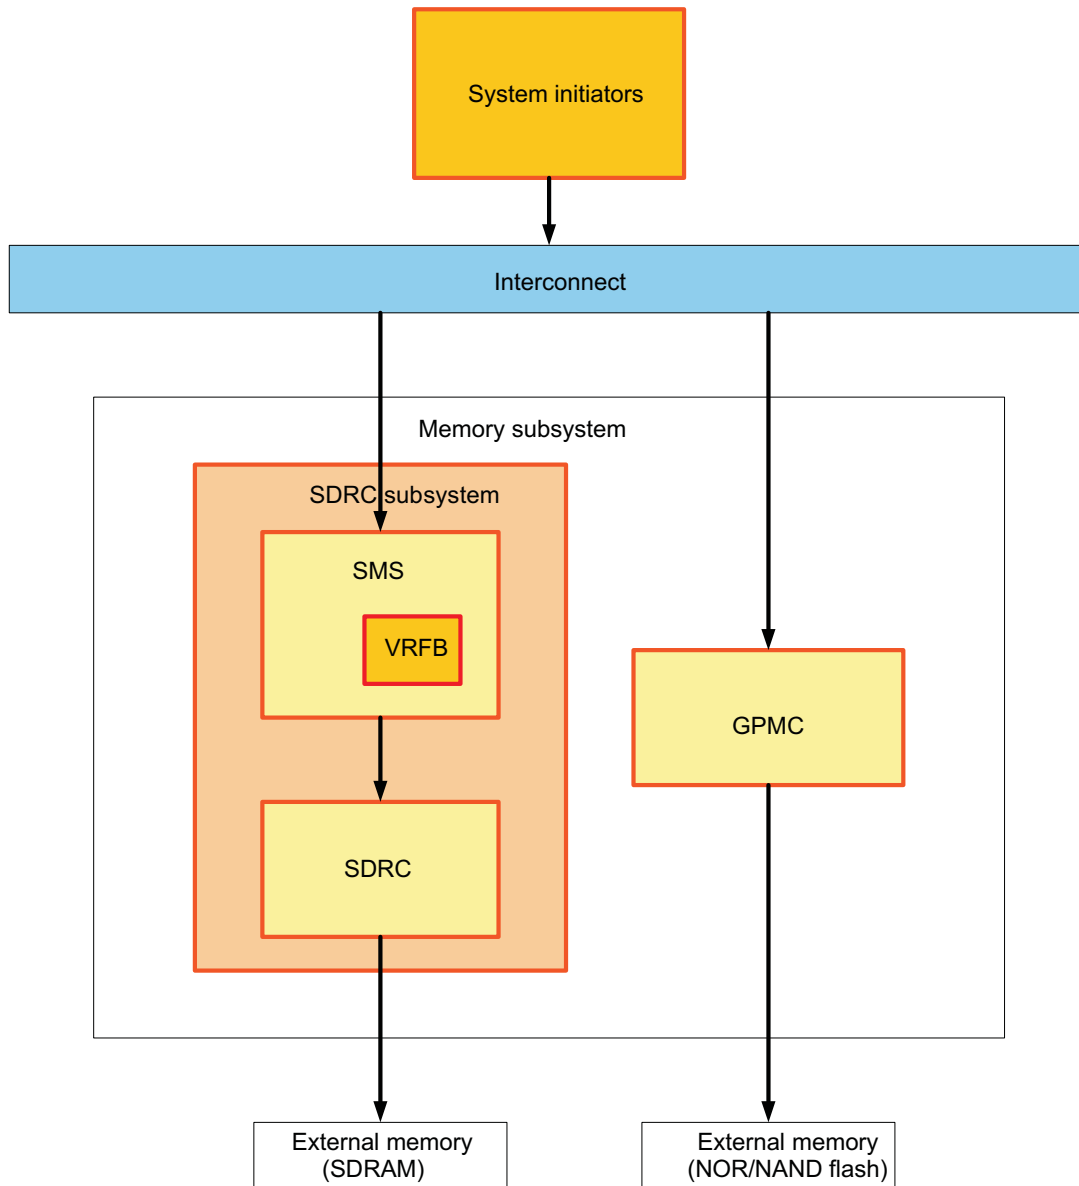 System initiators
Interconnect
Memory subsystem
SDRC subsystem
SMS
VRFB
GPMC
SDRC
External memory
(SDRAM)
External memory
(NOR/NAND flash)